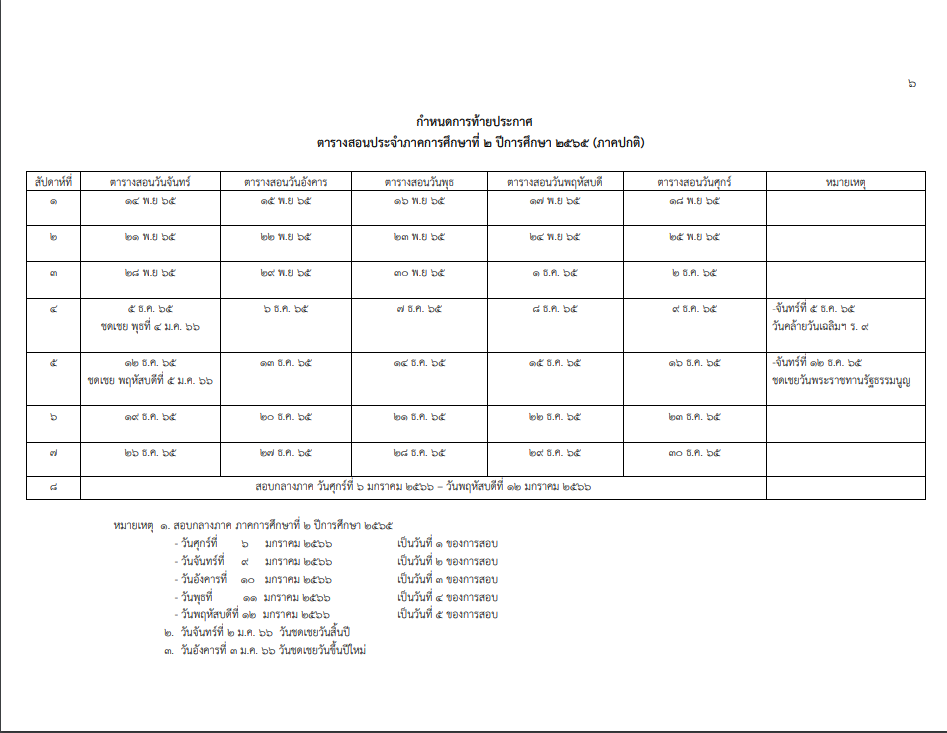 ๖
กำหนดการท้ายประกาศ
ตารางสอนประจำภาคการศึกษาที่ ๒ ปีการศึกษา ๒๕๖๕ (ภาคปกติ)
สัปดาห์ที่ ตารางสอนวันจันทร์ ตารางสอนวันอังคาร ตารางสอนวันพุธ ตารางสอนวันพฤหัสบดี ตารางสอนวันศุกร์ หมายเหตุ
๑ ๑๔ พ.ย ๖๕ ๑๕ พ.ย ๖๕ ๑๖ พ.ย ๖๕ ๑๗ พ.ย ๖๕ ๑๘ พ.ย ๖๕
๒ ๒๑ พ.ย ๖๕ ๒๒ พ.ย ๖๕ ๒๓ พ.ย ๖๕ ๒๔ พ.ย ๖๕ ๒๕ พ.ย ๖๕
๓ ๒๘ พ.ย ๖๕ ๒๙ พ.ย ๖๕ ๓๐ พ.ย ๖๕ ๑ ธ.ค. ๖๕ ๒ ธ.ค. ๖๕
๔ ๕ ธ.ค. ๖๕ ๖ ธ.ค. ๖๕ ๗ ธ.ค. ๖๕ ๘ ธ.ค. ๖๕ ๙ ธ.ค. ๖๕ -จันทร์ที่ ๕ ธ.ค. ๖๕
ชดเชย พุธที่ ๔ ม.ค. ๖๖ วันคล้ายวันเฉลิมฯ ร. ๙
๕ ๑๒ ธ.ค. ๖๕ ๑๓ ธ.ค. ๖๕ ๑๔ ธ.ค. ๖๕ ๑๕ ธ.ค. ๖๕ ๑๖ ธ.ค. ๖๕ -จันทร์ที่ ๑๒ ธ.ค. ๖๕
ชดเชย พฤหัสบดีที่ ๕ ม.ค. ๖๖ ชดเชยวันพระราชทานรัฐธรรมนูญ
๖ ๑๙ ธ.ค. ๖๕ ๒๐ ธ.ค. ๖๕ ๒๑ ธ.ค. ๖๕ ๒๒ ธ.ค. ๖๕ ๒๓ ธ.ค. ๖๕
๗ ๒๖ ธ.ค. ๖๕ ๒๗ ธ.ค. ๖๕ ๒๘ ธ.ค. ๖๕ ๒๙ ธ.ค. ๖๕ ๓๐ ธ.ค. ๖๕
๘ สอบกลางภาค วันศุกร์ที่ ๖ มกราคม ๒๕๖๖ – วันพฤหัสบดีที่ ๑๒ มกราคม ๒๕๖๖
หมายเหตุ ๑. สอบกลางภาค ภาคการศึกษาที่ ๒ ปีการศึกษา ๒๕๖๕
- วันศุกร์ที่ ๖ มกราคม ๒๕๖๖ เป็นวันที่ ๑ ของการสอบ
- วันจันทร์ที่ ๙ มกราคม ๒๕๖๖ เป็นวันที่ ๒ ของการสอบ
- วันอังคารที่ ๑๐ มกราคม ๒๕๖๖ เป็นวันที่ ๓ ของการสอบ
- วันพุธที่ ๑๑ มกราคม ๒๕๖๖ เป็นวันที่ ๔ ของการสอบ
- วันพฤหัสบดีที่ ๑๒ มกราคม ๒๕๖๖ เป็นวันที่ ๕ ของการสอบ
๒. วันจันทร์ที่ ๒ ม.ค. ๖๖ วันชดเชยวันสิ้นปี
๓. วันอังคารที่ ๓ ม.ค. ๖๖ วันชดเชยวันขึ้นปีใหม่